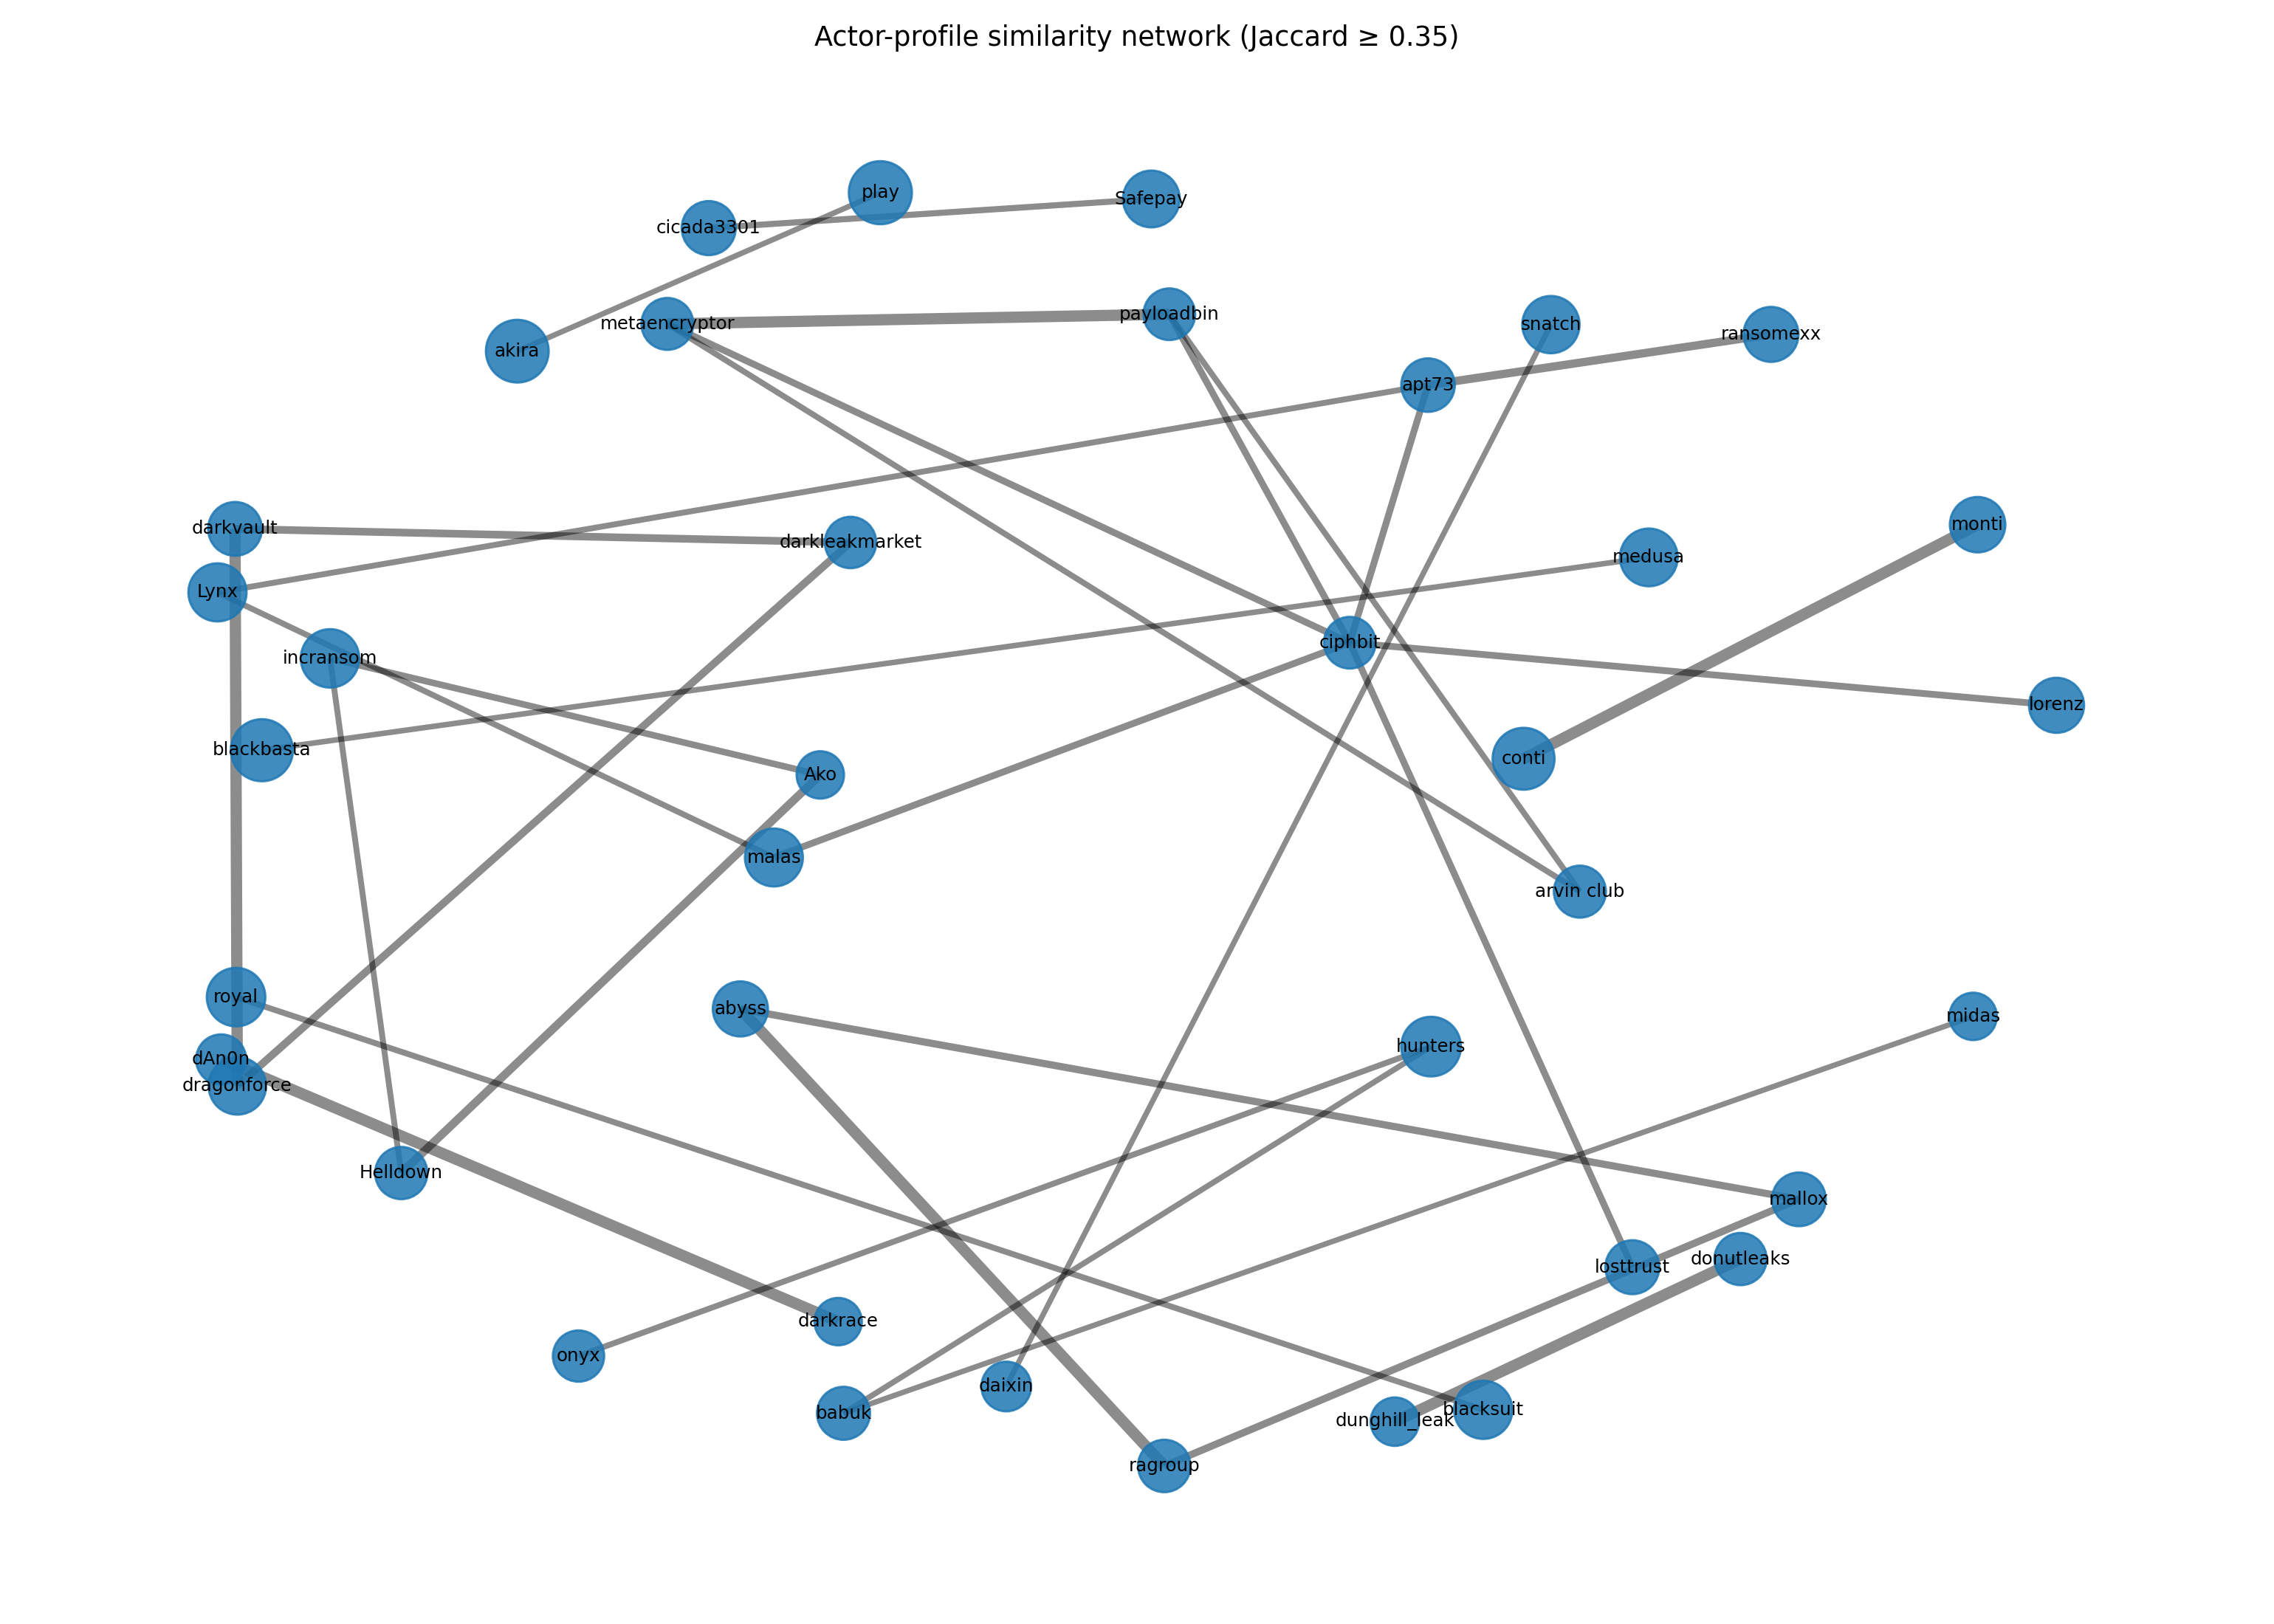 Actor-profile similarity network (Jaccard ≥ 0.35)
play
Safepay
cicada3301
payloadbin
metaencryptor
snatch
ransomexx
akira
apt73
darkvault
monti
darkleakmarket
medusa
Lynx
ciphbit
incransom
lorenz
blackbasta
conti
Ako
malas
arvin club
royal
abyss
midas
hunters
dAn0n
dragonforce
Helldown
mallox
donutleaks
losttrust
darkrace
onyx
daixin
blacksuit
babuk
dunghill_leak
ragroup